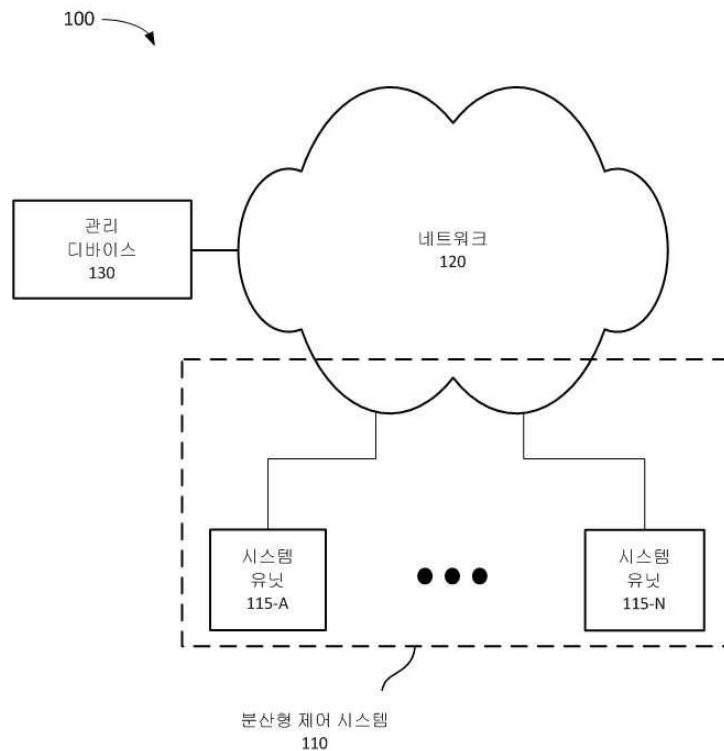 100
관리
디바이스
130
네트워크
120
시스템
유닛
115-A
시스템
유닛
115-N
분산형 제어 시스템
110